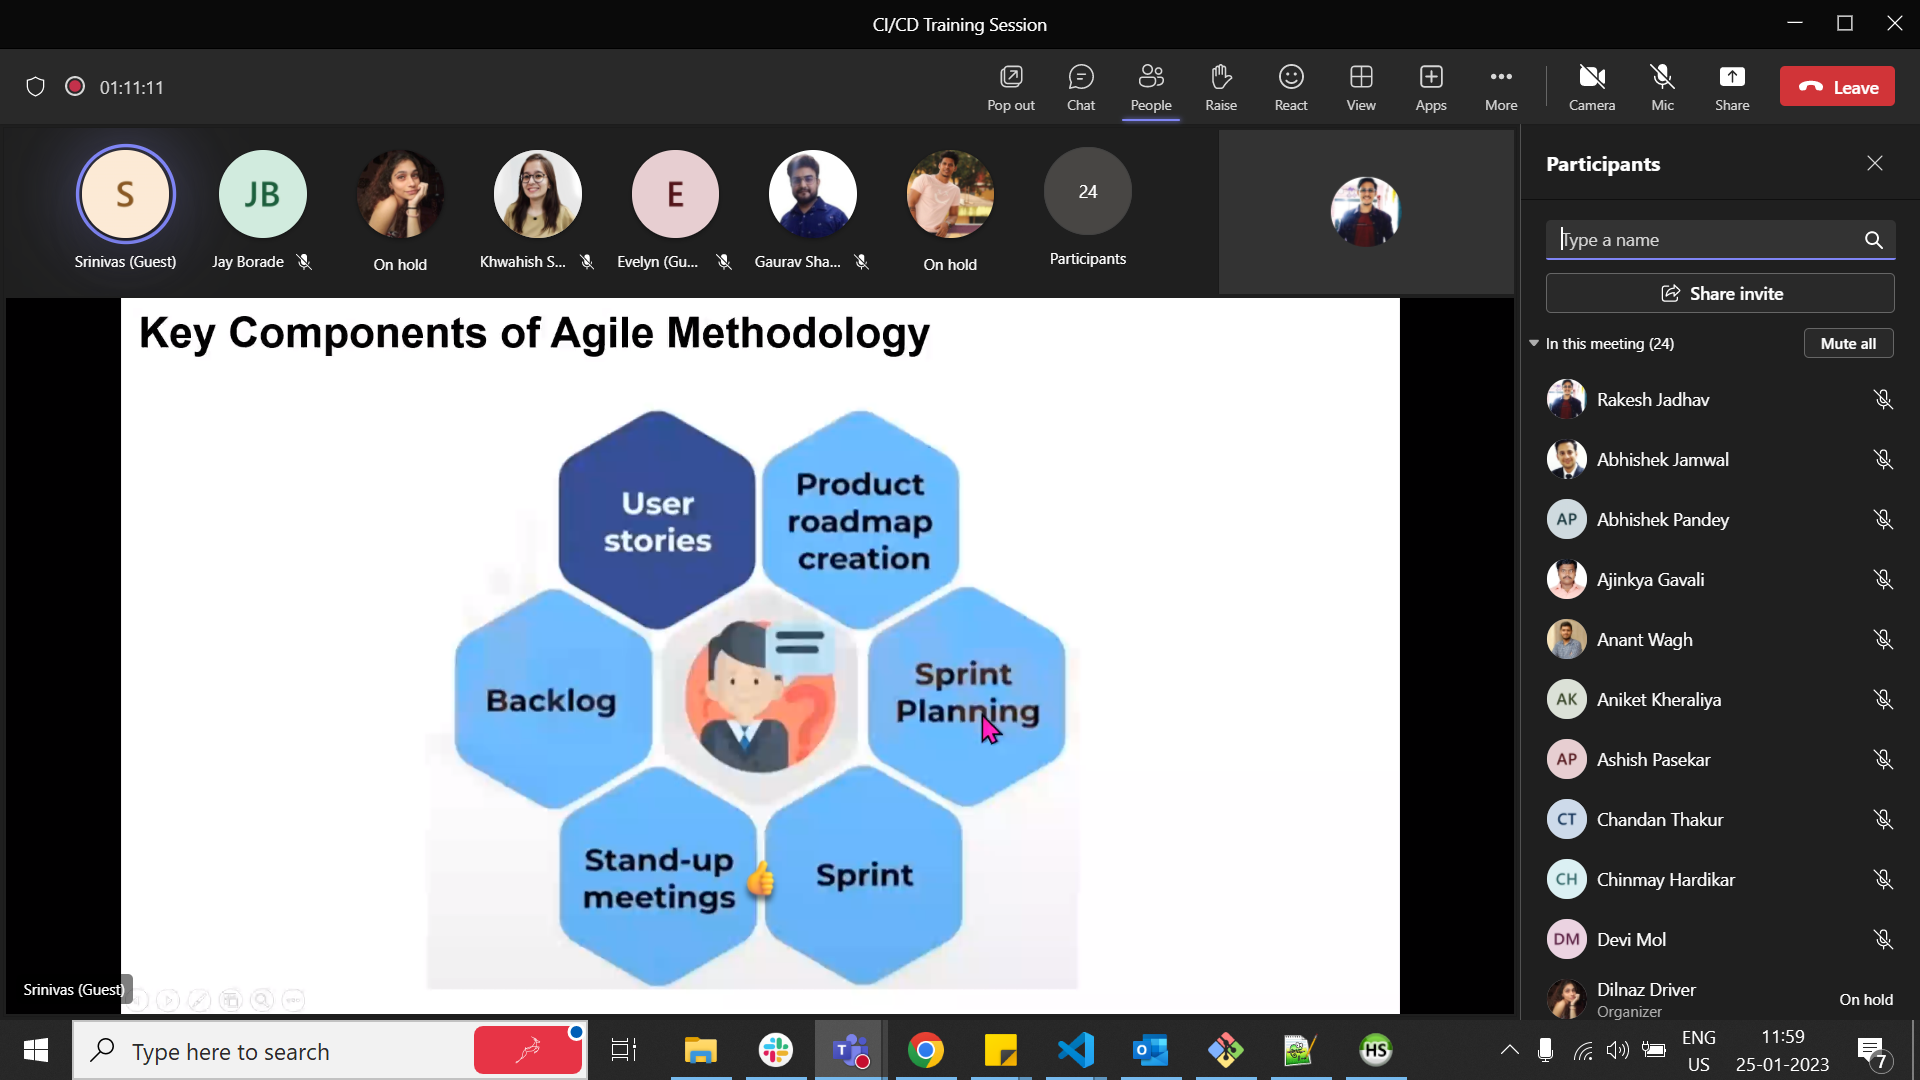 CI/CD Training Session
01:11:11
Pop out
Chat
People
Raise
React
View
Apps
More
Camera
Mic
Share
Leave
S
JB
E
24
Srinivas (Guest)
Jay Borade
On hold
Khwahish S...
Evelyn (Gu...
Gaurav Sha...
On hold
Participants
Key Components of Agile Methodology
User
stories
Product
roadmap
creation
Backlog
Sprint
Planning
Stand-up
meetings
Sprint
Srinivas (Guest)
Participants
Type a name
Share invite
In this meeting (24)
Mute all
Rakesh Jadhav
Abhishek Jamwal
AP
Abhishek Pandey
Ajinkya Gavali
Anant Wagh
AK
Aniket Kheraliya
AP
Ashish Pasekar
CT
Chandan Thakur
CH
Chinmay Hardikar
DM
Devi Mol
Dilnaz Driver
Organizer
On hold
Type here to search
T
HS
ENG
US
11:59
25-01-2023
7